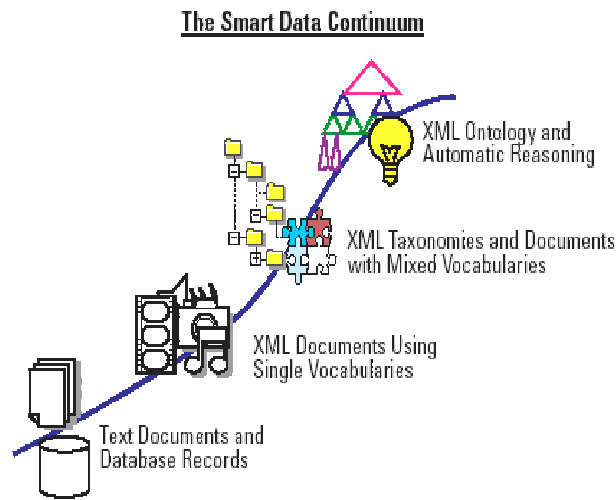 The Smart Data Continuum
XML Ontology and
Automatic Reasoning
XML Taxonomies and Documents
with Mixed Vocabularies
XML Documents Using
Single Vocabularies
Text Documents and
Database Records